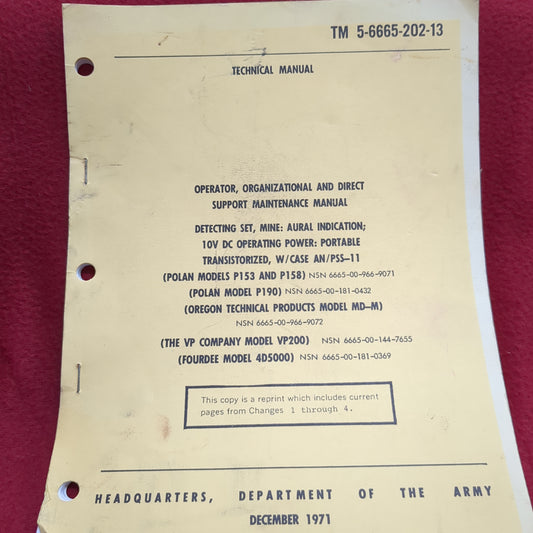 TM 5-6665-202-13
TECHNICAL MANUAL
OPERATOR, ORGANIZATIONAL AND DIRECT
SUPPORT MAINTENANCE MANUAL
DETECTING SET, MINE: AURAL INDICATION;
10V DC OPERATING POWER: PORTABLE
TRANSISTORIZED, W/CASE AN/PSS-11
(POLAN MODELS P153 AND P158) NSN 6665-00-966-9071
(POLAN MODEL P190) NSN 6665-00-181-0432
(OREGON TECHNICAL PRODUCTS MODEL MD-M)
NSN 6665-00-966-9072
(THE VP COMPANY MODEL VP200) NSN 6665-00-144-7655
(FOURDEE MODEL 4D5000) NSN 6665-00-181-0369
This copy is a reprint which includes current
pages from Changes 1 through 4.
HEADQUARTERS, DEPARTMENT OF THE ARMY
DECEMBER 1971